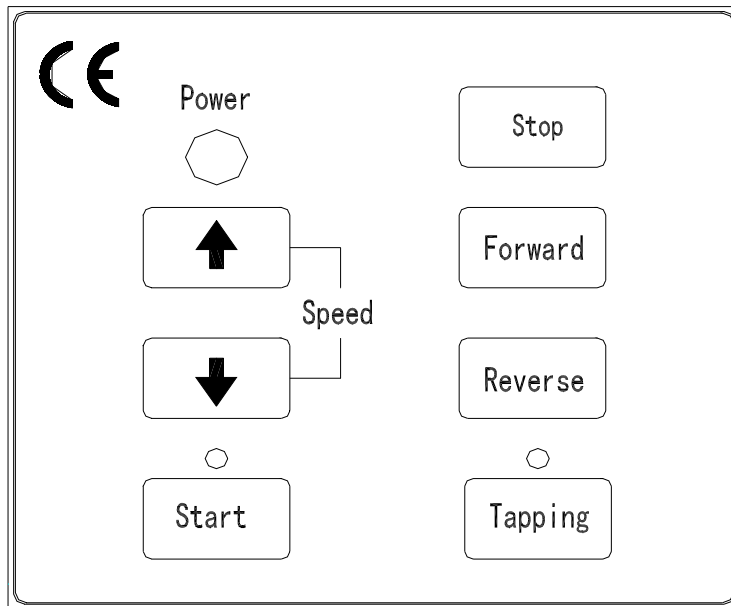 CE
Power
Stop
Forward
Speed
Reverse
Start
Tapping